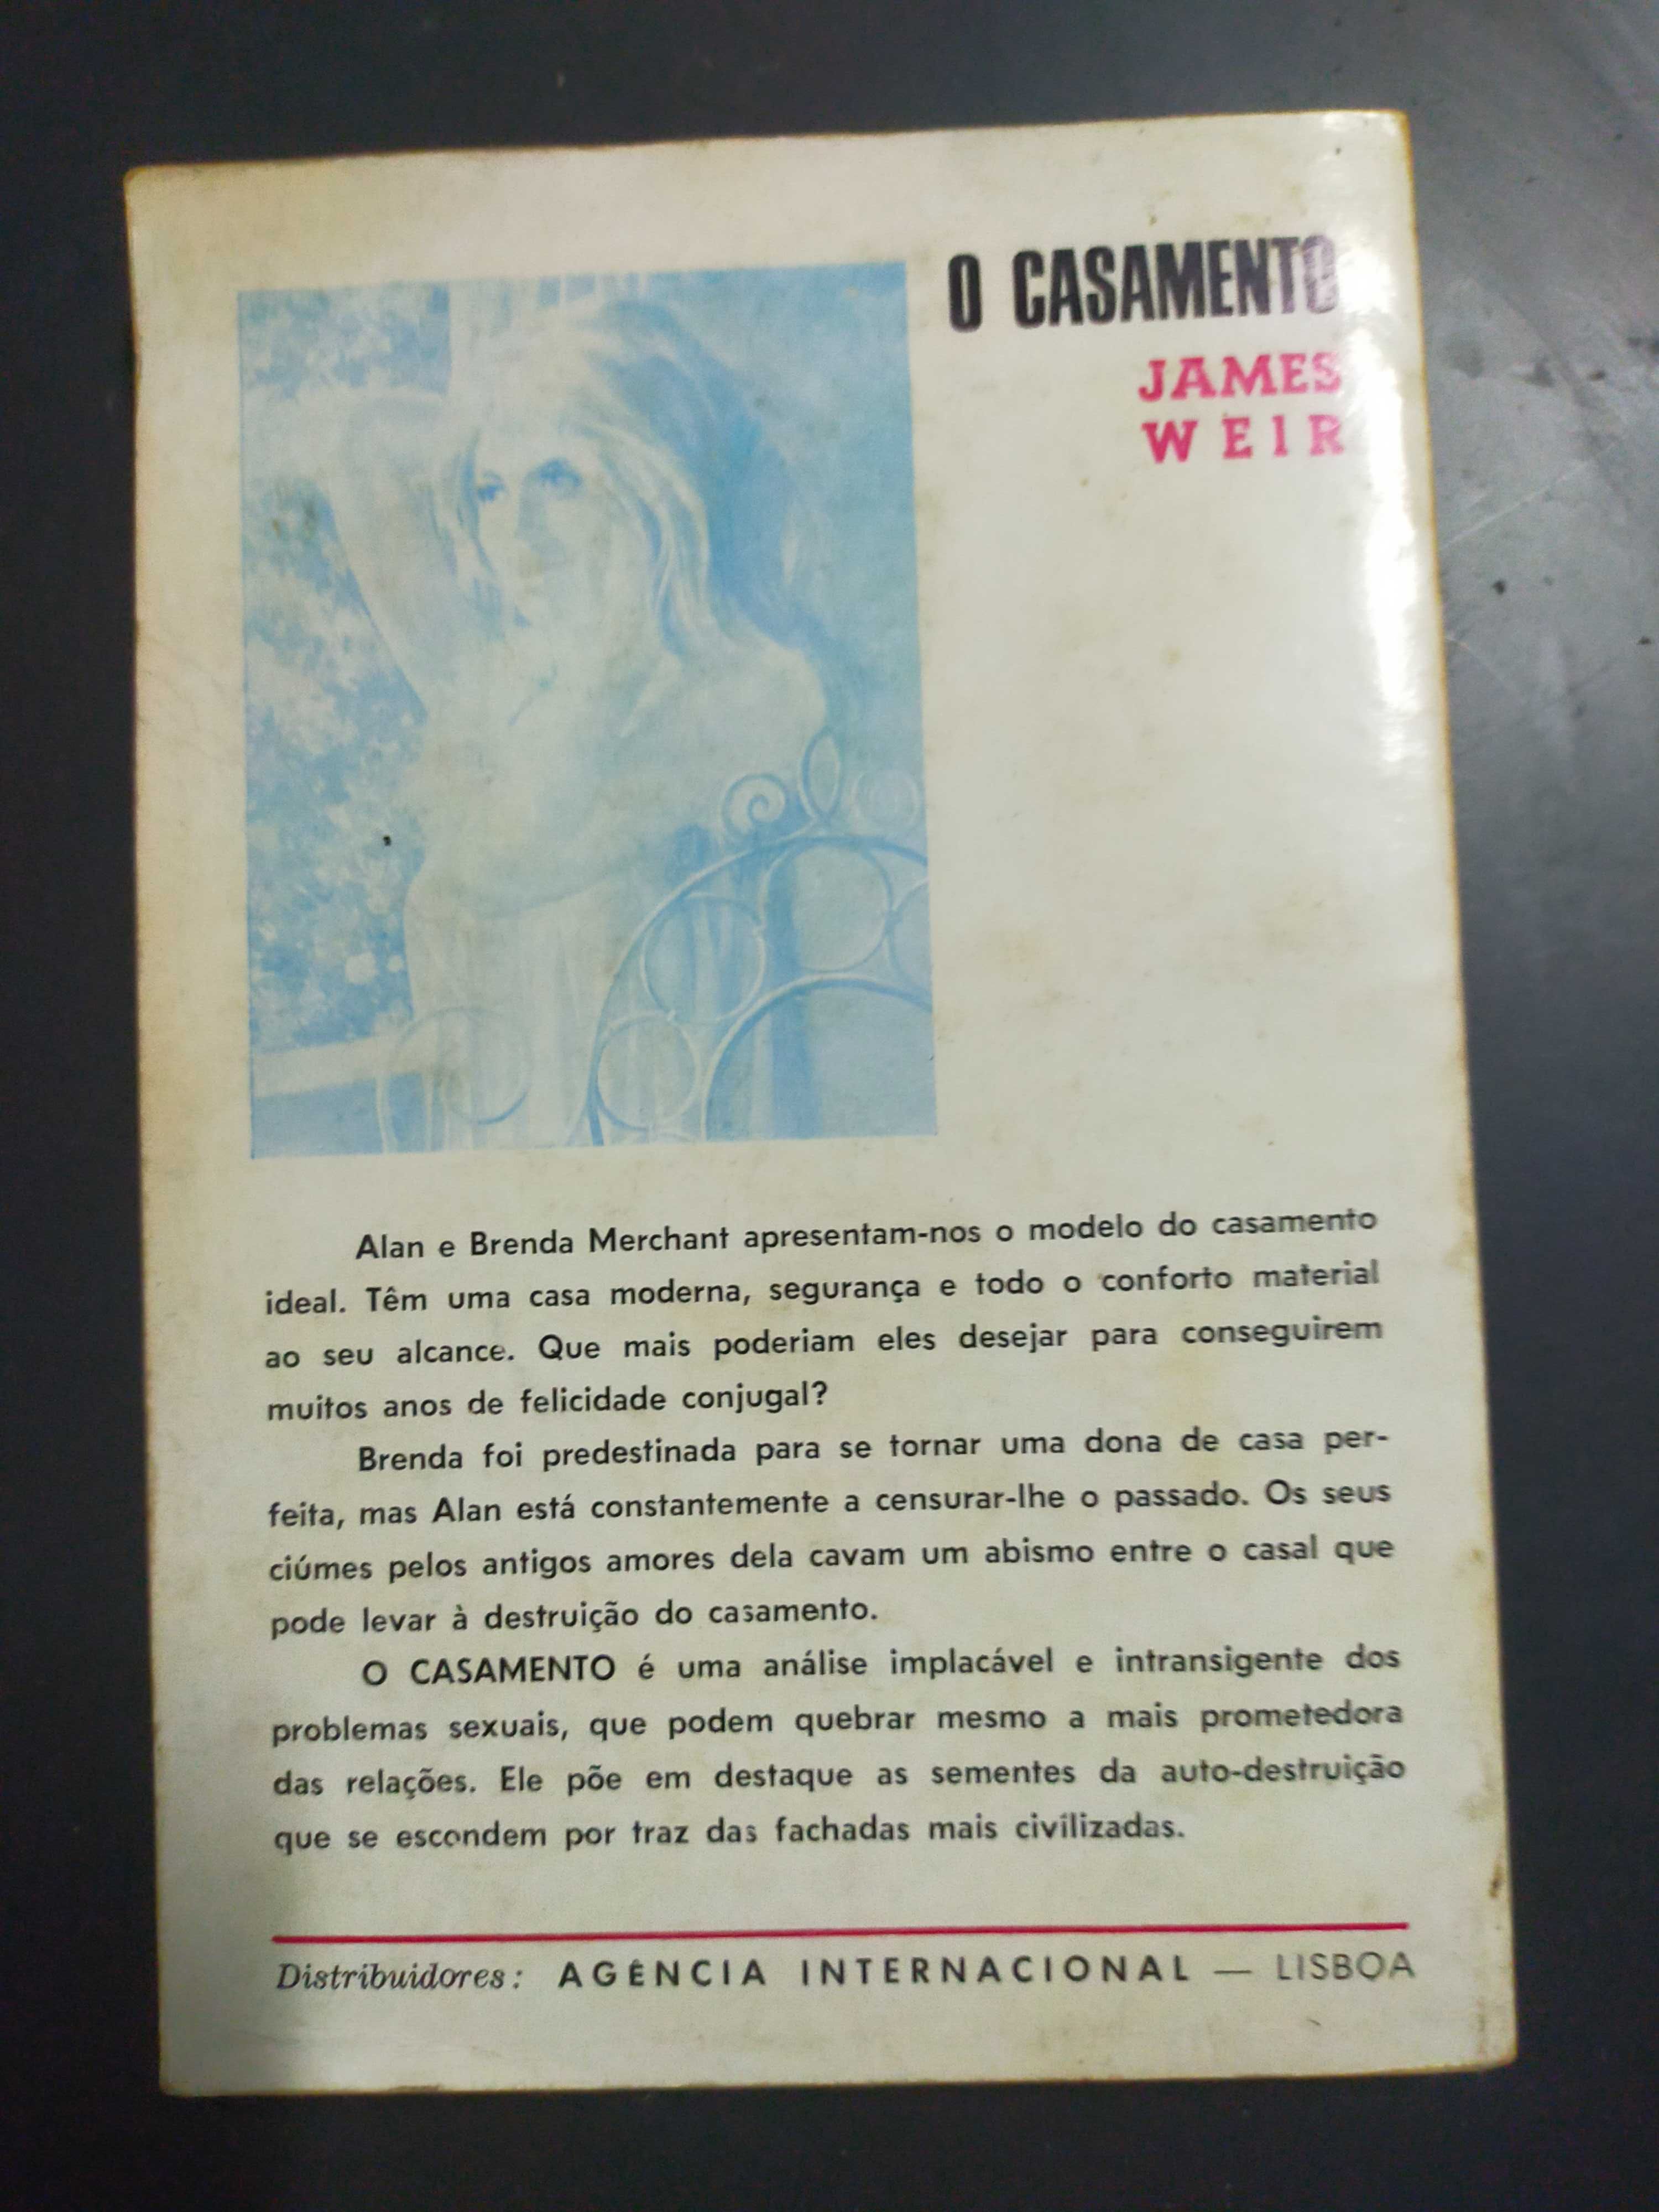 O CASAMENTO
JAMES
WEIR
Alan e Brenda Merchant apresentam-nos o modelo do casamento
ideal. Têm uma casa moderna, segurança e todo o conforto material
ao seu alcance. Que mais poderiam eles desejar para conseguirem
muitos anos de felicidade conjugal?
Brenda foi predestinada para se tornar uma dona de casa per-
feita, mas Alan está constantemente a censurar-lhe o passado. Os seus
ciúmes pelos antigos amores dela cavam um abismo entre o casal que
pode levar à destruição do casamento.
O CASAMENTO é uma análise implacável e intransigente dos
problemas sexuais, que podem quebrar mesmo a mais prometedora
das relações. Ele põe em destaque as sementes da auto-destruição
que se escondem por traz das fachadas mais civilizadas.
Distribuidores: AGÊNCIA INTERNACIONAL — LISBOA